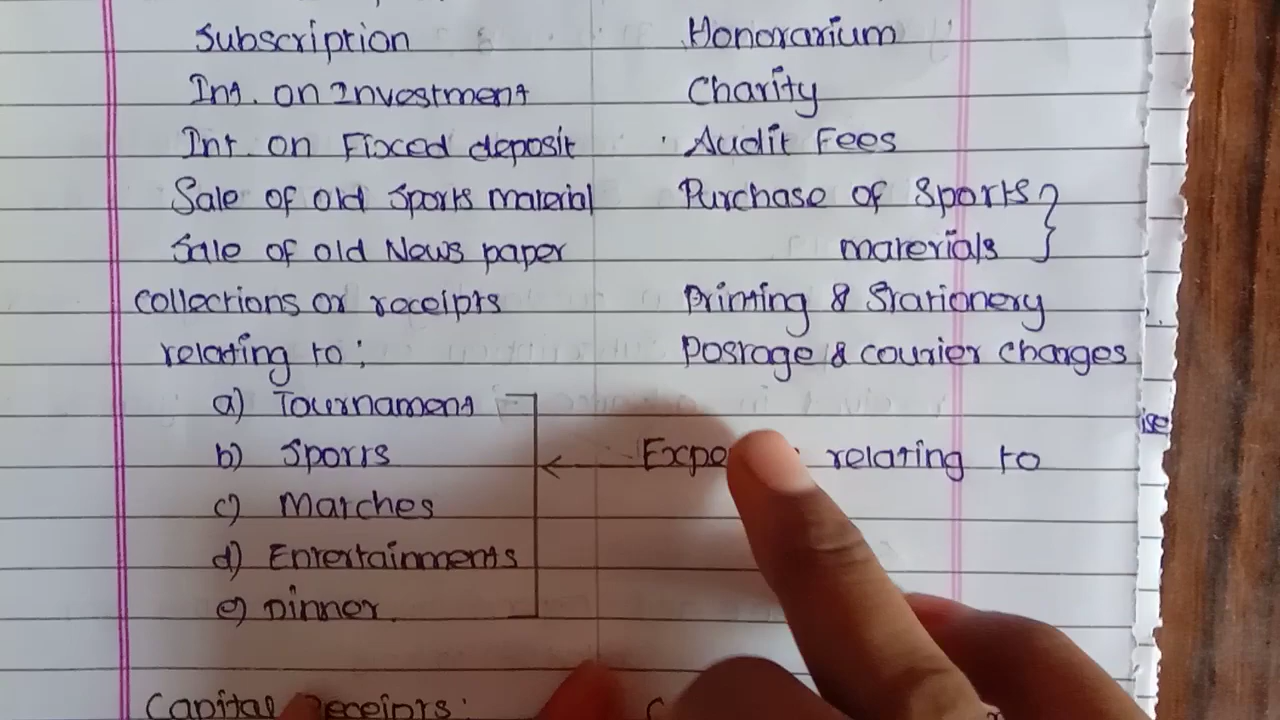 Subscription
Int. on Investment
Int. on Fixed deposit
Sale of old Sports material
Sale of old News paper
collections or receipts
relating to:
a) Tournament
b) Sports
c) Matches
d) Entertainments
e) Dinner
Capital receipts:
Honorarium
Charity
Audit Fees
Purchase of Sports
materials
Printing & Stationery
Postage & courier charges
relating to
ise